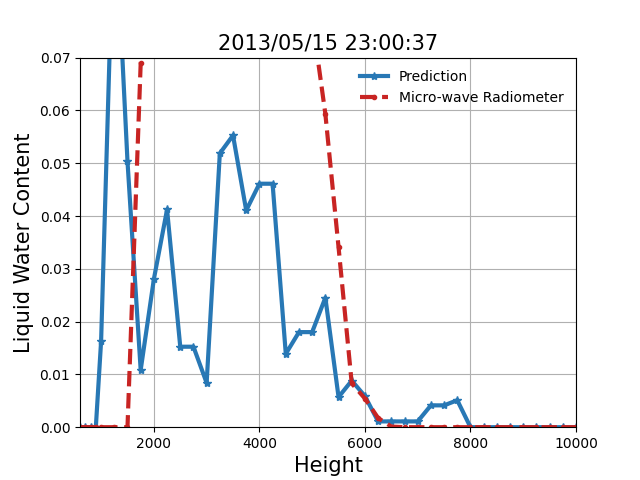 2013/05/15 23:00:37
0.07
0.06
0.05
0.04
0.03
0.02
0.01
0.00
Liquid Water Content
Prediction
Micro-wave Radiometer
2000 4000 6000 8000 10000
Height